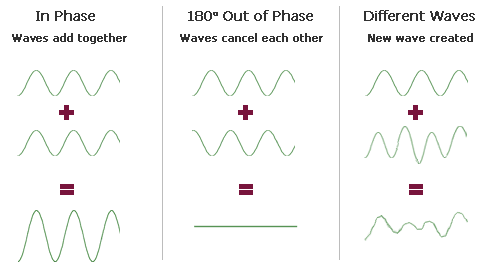 In Phase
Waves add together
180° Out of Phase
Waves cancel each other
Different Waves
New wave created